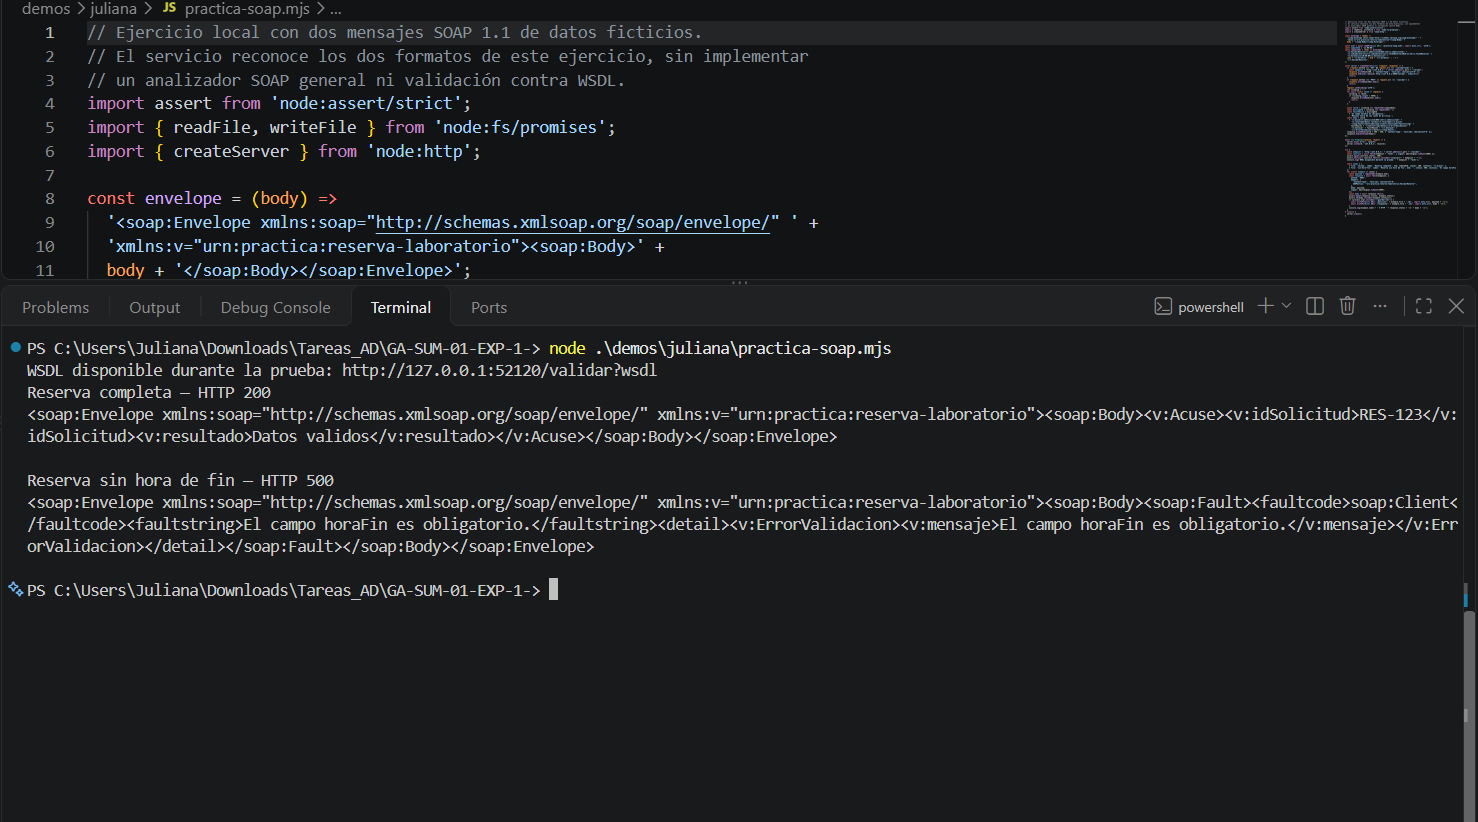 demos > juliana > JS practica-soap.mjs > ...
1 // Ejercicio local con dos mensajes SOAP 1.1 de datos ficticios.
2 // El servicio reconoce los dos formatos de este ejercicio, sin implementar
3 // un analizador SOAP general ni validación contra WSDL.
4 import assert from 'node:assert/strict';
5 import { readFile, writeFile } from 'node:fs/promises';
6 import { createServer } from 'node:http';
7
8 const envelope = (body) =>
9 '<soap:Envelope xmlns:soap="http://schemas.xmlsoap.org/soap/envelope/" ' +
10 'xmlns:v="urn:practica:reserva-laboratorio"><soap:Body>' +
11 body + '</soap:Body></soap:Envelope>';
Problems Output Debug Console Terminal Ports powershell
PS C:\Users\Juliana\Downloads\Tareas_AD\GA-SUM-01-EXP-1-> node .\demos\juliana\practica-soap.mjs
WSDL disponible durante la prueba: http://127.0.0.1:52120/validar?wsdl
Reserva completa — HTTP 200
<soap:Envelope xmlns:soap="http://schemas.xmlsoap.org/soap/envelope/" xmlns:v="urn:practica:reserva-laboratorio"><soap:Body><v:Acuse><v:idSolicitud>RES-123</v:
idSolicitud><v:resultado>Datos validos</v:resultado></v:Acuse></soap:Body></soap:Envelope>
Reserva sin hora de fin — HTTP 500
<soap:Envelope xmlns:soap="http://schemas.xmlsoap.org/soap/envelope/" xmlns:v="urn:practica:reserva-laboratorio"><soap:Body><soap:Fault><faultcode>soap:Client<
/faultcode><faultstring>El campo horaFin es obligatorio.</faultstring><detail><v:ErrorValidacion><v:mensaje>El campo horaFin es obligatorio.</v:mensaje></v:Err
orValidacion></detail></soap:Fault></soap:Body></soap:Envelope>
PS C:\Users\Juliana\Downloads\Tareas_AD\GA-SUM-01-EXP-1->